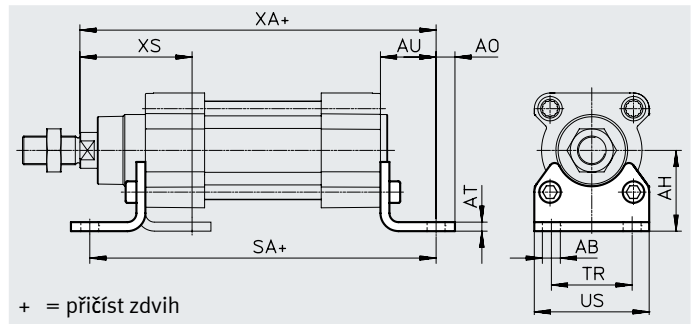 XA+
XS
AU
AO
AH
AT
AB
SA+
TR
US
+ = přičíst zdvih